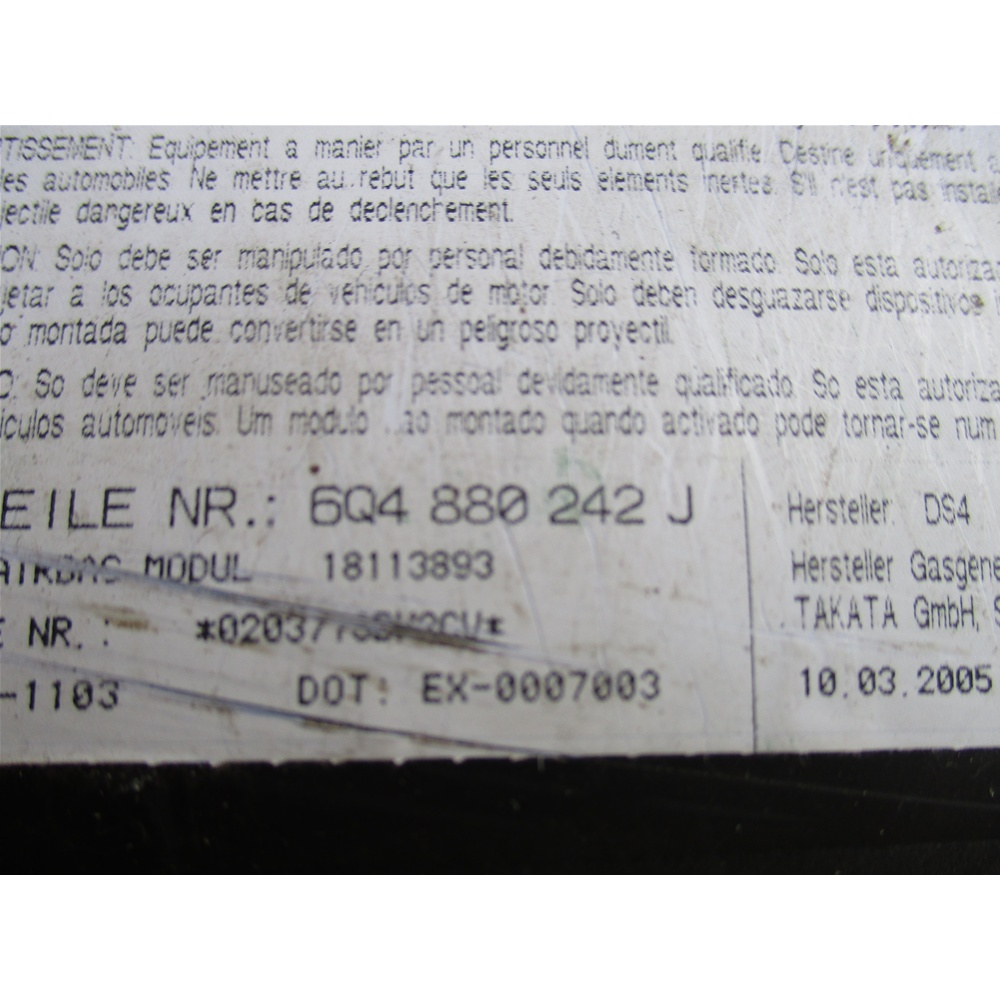 TISSEMENT: Equipement a manier par un personnel dument qualifie. Destine uniquement a
les automobiles. Ne mettre au rebut que les seuls elements inertes. S'il n'est pas installe
jectile dangereux en cas de declenchement.
ION: Solo debe ser manipulado por personal debidamente formado. Solo esta autoriza
jetar a los ocupantes de vehiculos de motor. Solo deben desguazarse dispositivos
o montada puede convertirse en un peligroso proyectil.
O: So deve ser manuseado por pessoal devidamente qualificado. So esta autoriza
iculos automoveis. Um modulo nao montado quando activado pode tornar-se num
EILE NR.: 6Q4 880 242 J
Hersteller: DS4
AIRBAG MODUL 18113893
Hersteller Gasgene
TAKATA GmbH, S
E NR.:
-1103 DOT: EX-0007003
10.03.2005